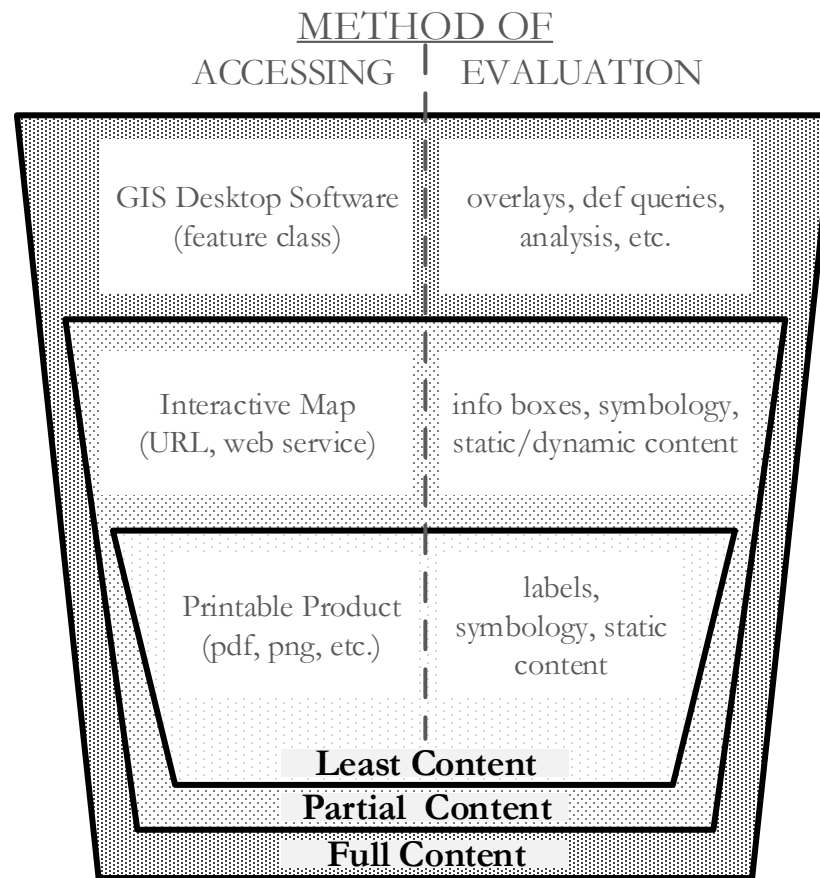 METHOD OF
ACCESSING
EVALUATION
GIS Desktop Software
(feature class)
overlays, def queries,
analysis, etc.
Interactive Map
(URL, web service)
info boxes, symbology,
static/dynamic content
Printable Product
(pdf, png, etc.)
labels,
symbology, static
content
Least Content
Partial Content
Full Content